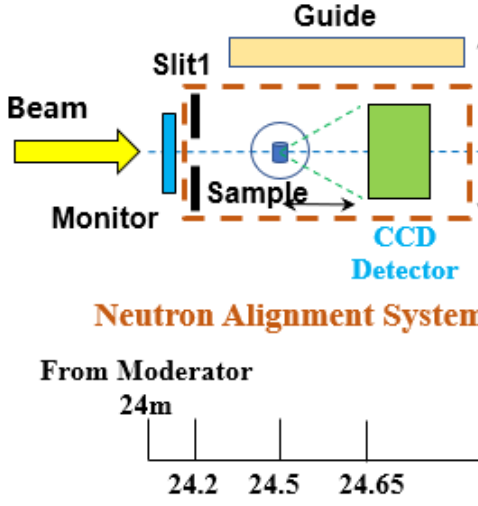 Guide
Slit1
Beam
Sample
Monitor
CCD
Detector
Neutron Alignment System
From Moderator
24m
24.2 24.5 24.65